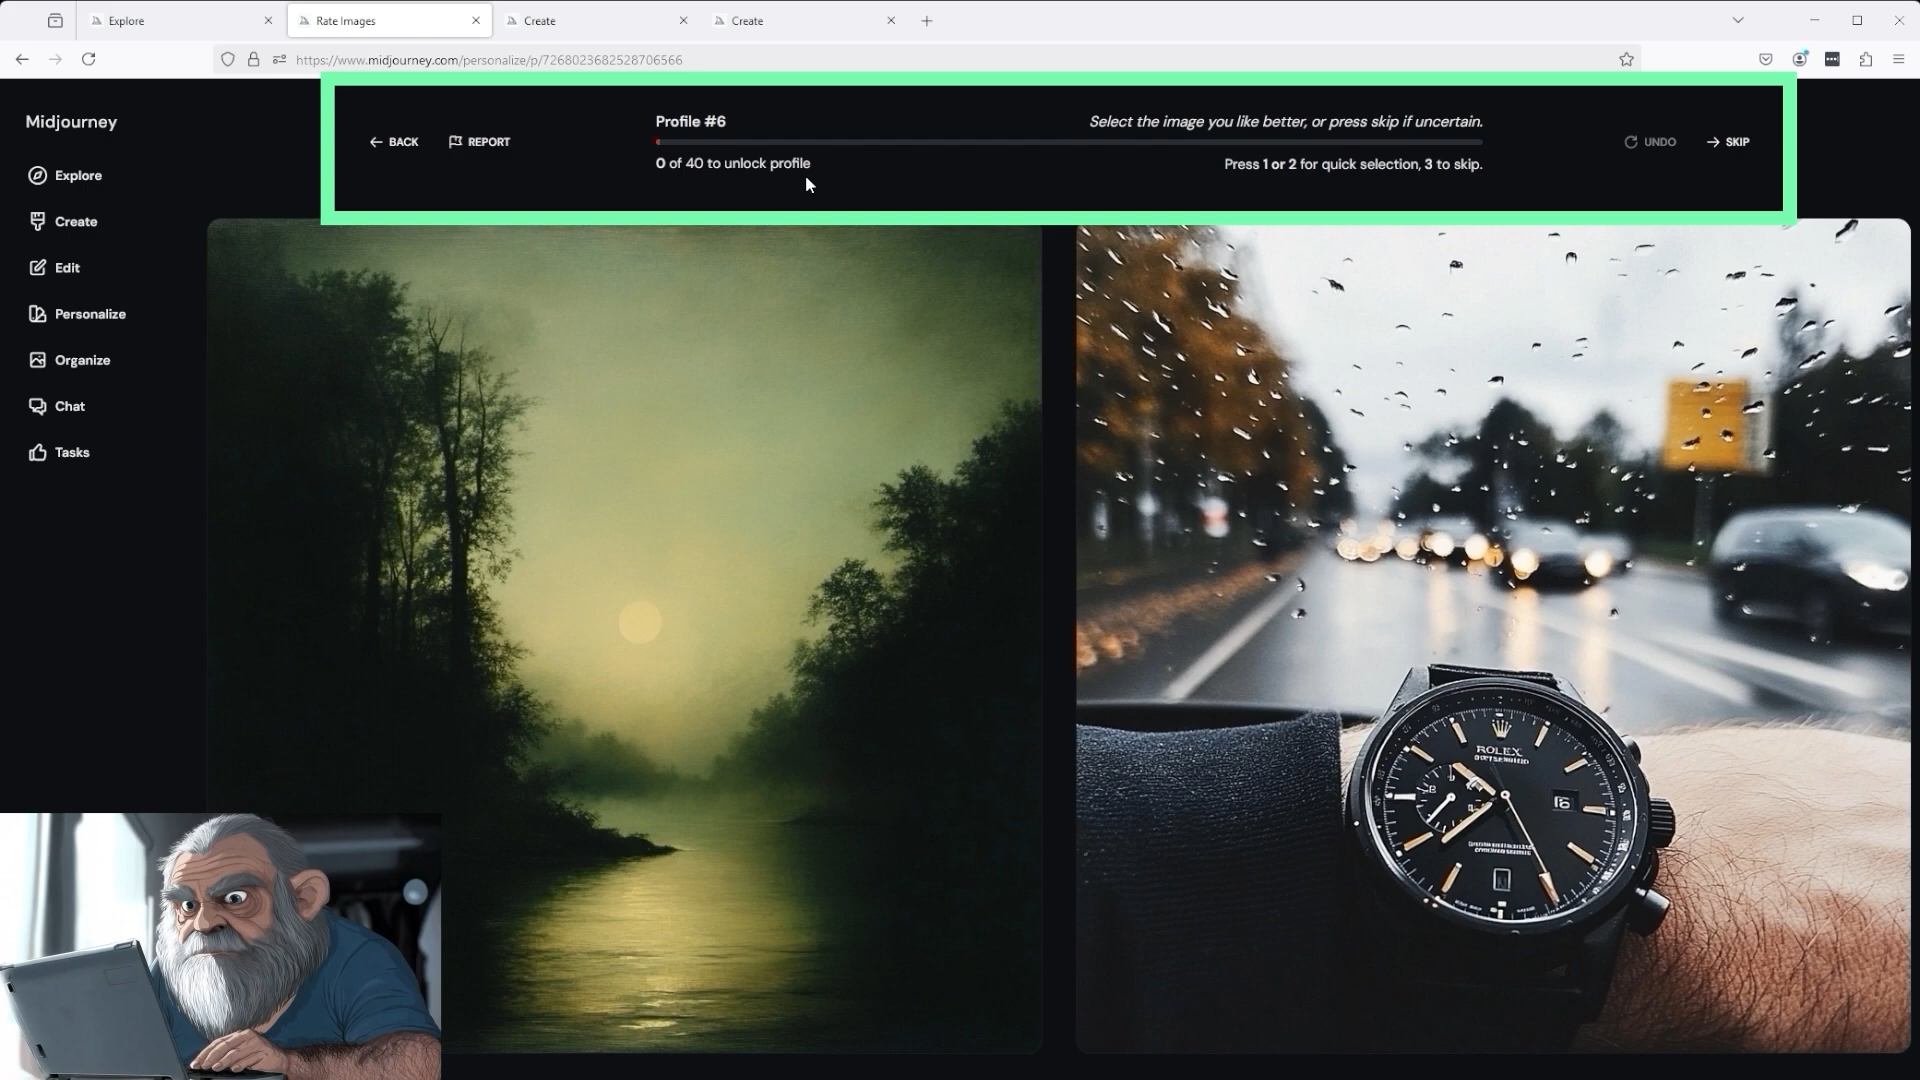 Explore
Rate Images
Create
Create
https://www.midjourney.com/personalize/p/7268023682528706566
Midjourney
Explore
Create
Edit
Personalize
Organize
Chat
Tasks
BACK
REPORT
Profile #6
0 of 40 to unlock profile
Select the image you like better, or press skip if uncertain.
Press 1 or 2 for quick selection, 3 to skip.
UNDO
SKIP
ROLEX